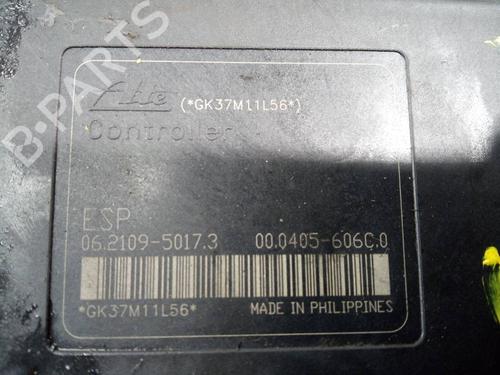 Ate (*GK37M11L56*)
Controller
ESP
06.2109-5017.3 00.0405-606C.0
*GK37M11L56* MADE IN PHILIPPINES
B-PARTS